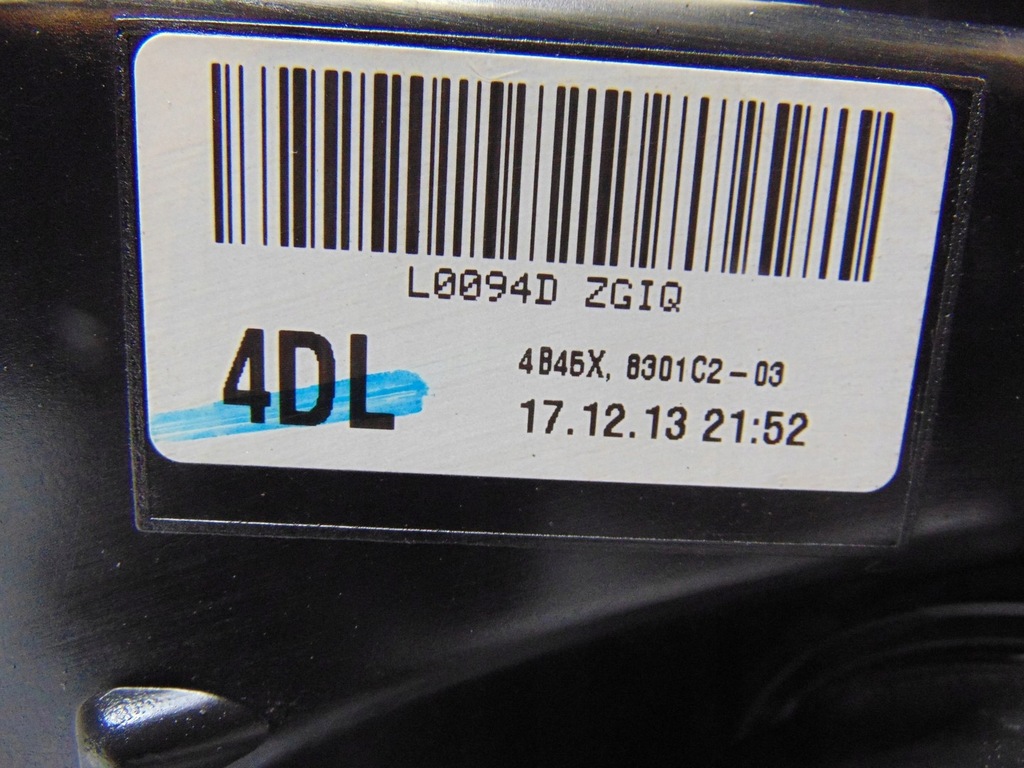 L0094D ZGIQ
4DL
4B45X, 8301C2-03
17.12.13 21:52